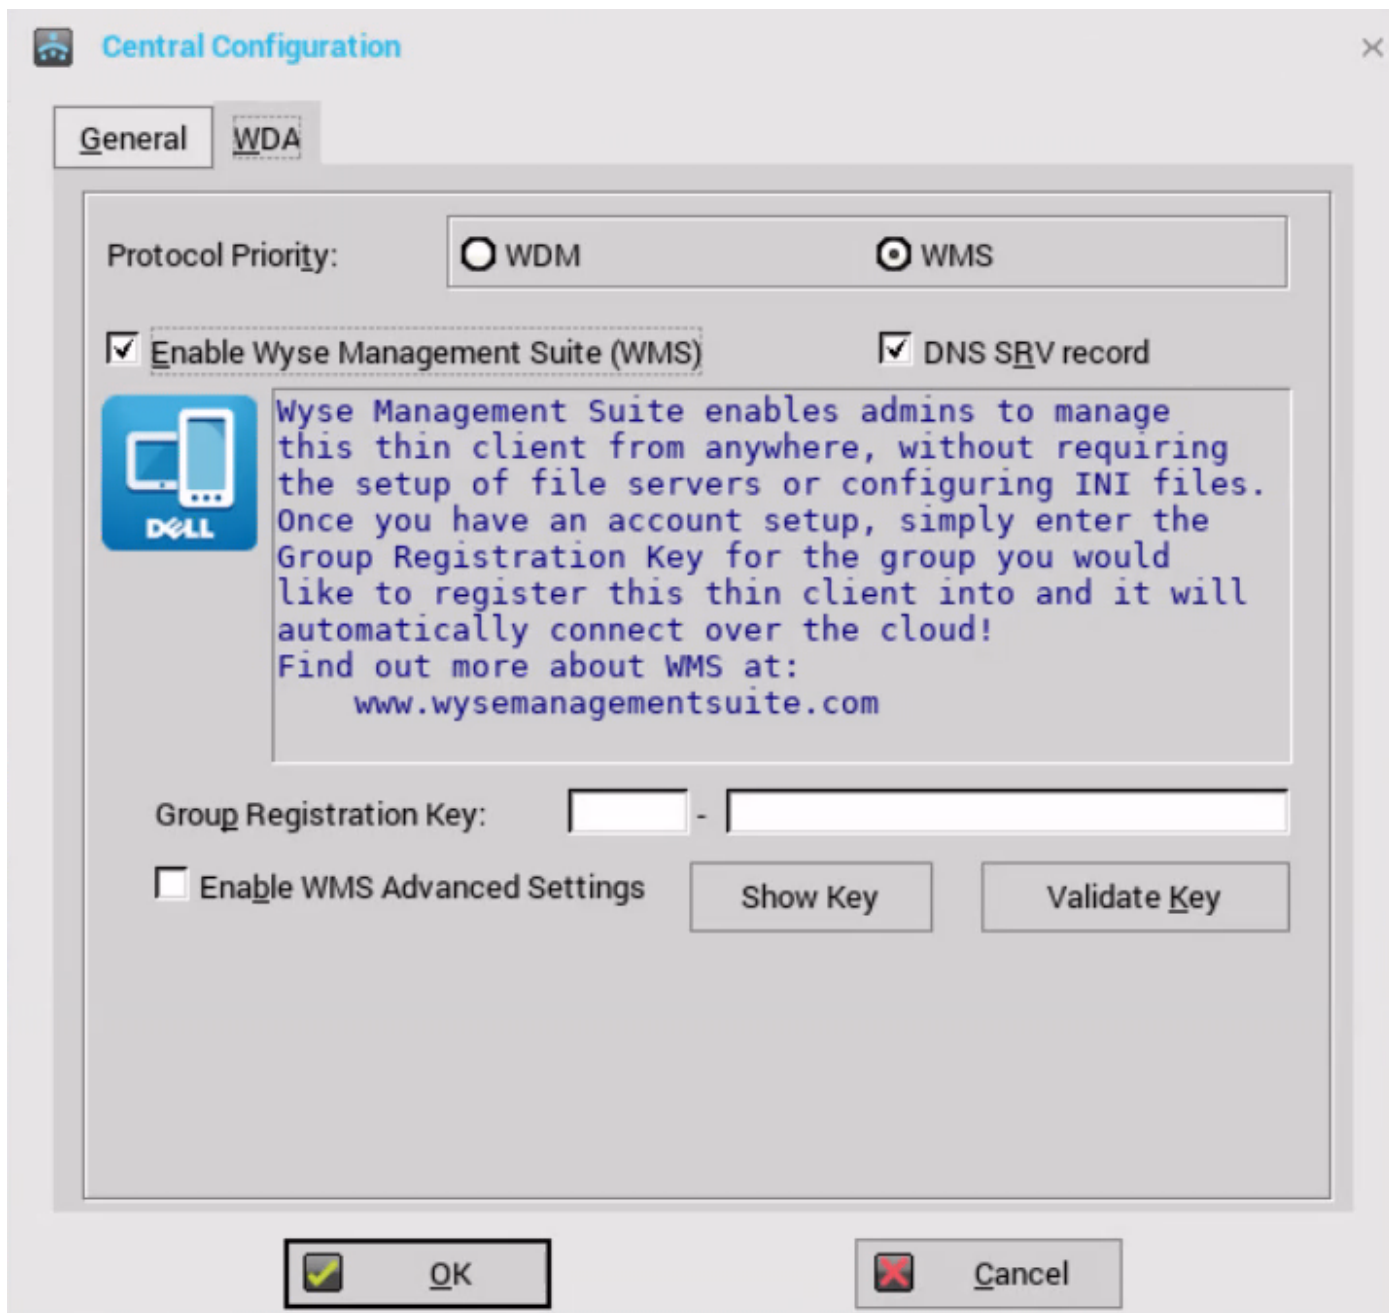 Central Configuration
General WDA
Protocol Priority: WDM WMS
Enable Wyse Management Suite (WMS) DNS SRV record
DELL
Wyse Management Suite enables admins to manage
this thin client from anywhere, without requiring
the setup of file servers or configuring INI files.
Once you have an account setup, simply enter the
Group Registration Key for the group you would
like to register this thin client into and it will
automatically connect over the cloud!
Find out more about WMS at:
www.wysemanagementsuite.com
Group Registration Key: -
Enable WMS Advanced Settings Show Key Validate Key
OK Cancel